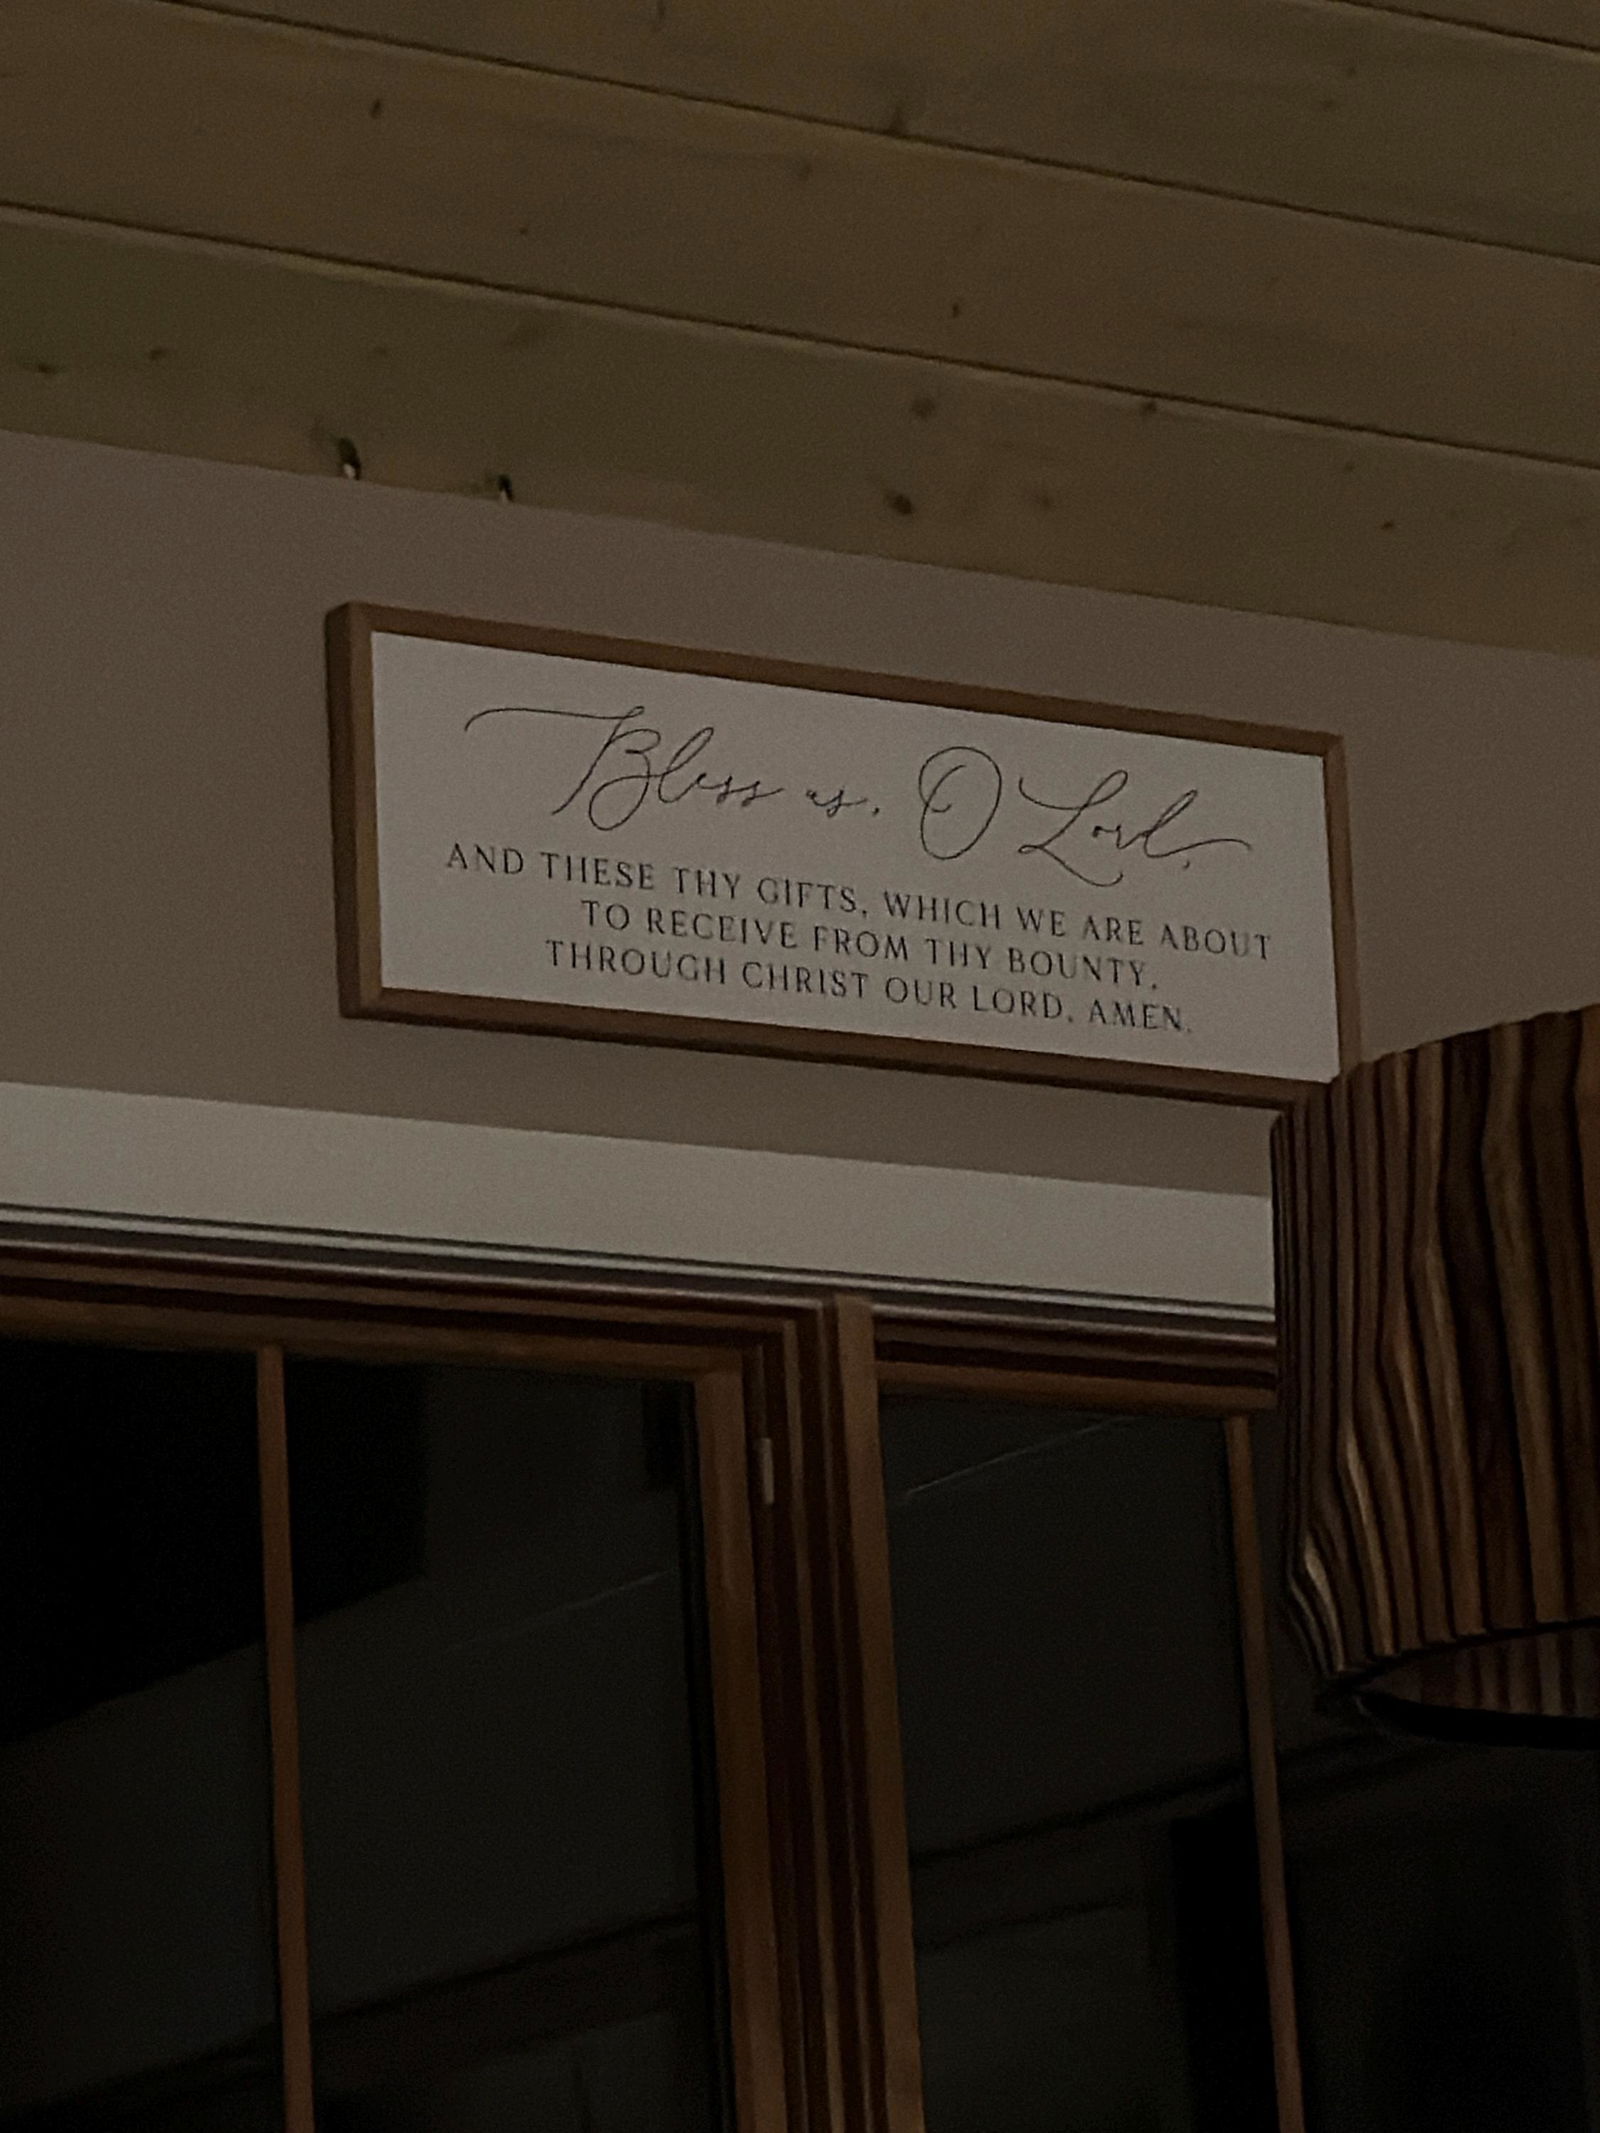 Bless us, O Lord,
AND THESE THY GIFTS, WHICH WE ARE ABOUT
TO RECEIVE FROM THY BOUNTY,
THROUGH CHRIST OUR LORD. AMEN.